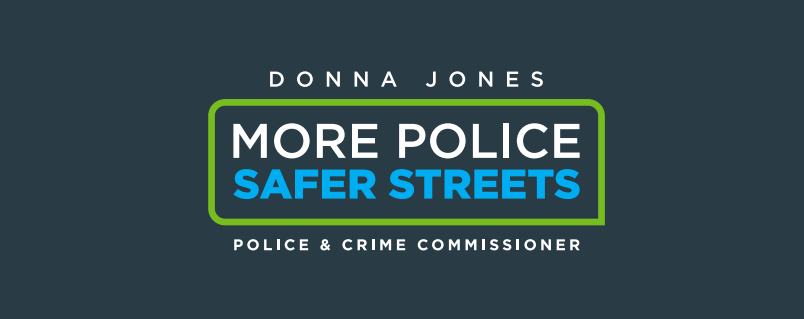 DONNA JONES
MORE POLICE
SAFER STREETS
POLICE & CRIME COMMISSIONER